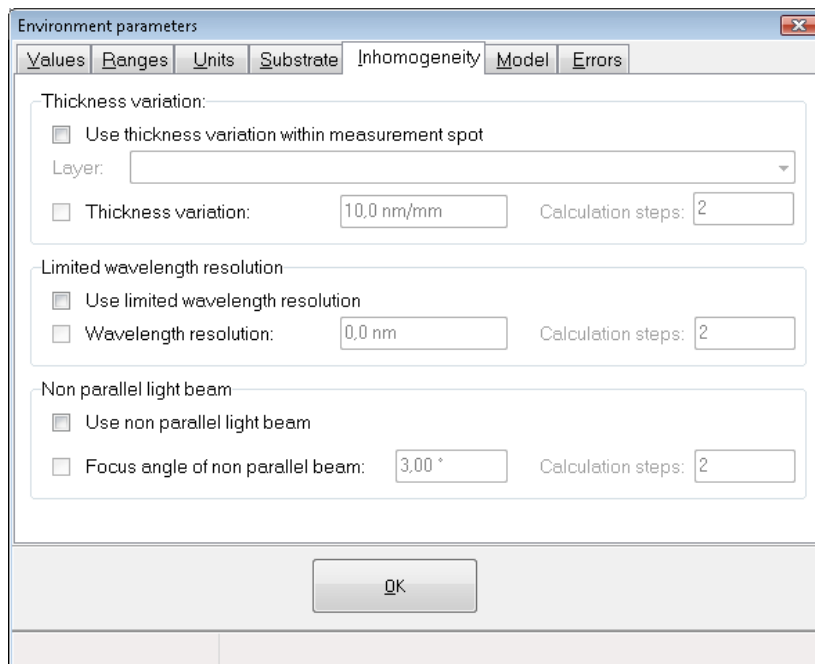 Environment parameters
Values Ranges Units Substrate Inhomogeneity Model Errors
Thickness variation:
Use thickness variation within measurement spot
Layer:
Thickness variation: 10,0 nm/mm Calculation steps: 2
Limited wavelength resolution
Use limited wavelength resolution
Wavelength resolution: 0,0 nm Calculation steps: 2
Non parallel light beam
Use non parallel light beam
Focus angle of non parallel beam: 3,00 ° Calculation steps: 2
OK